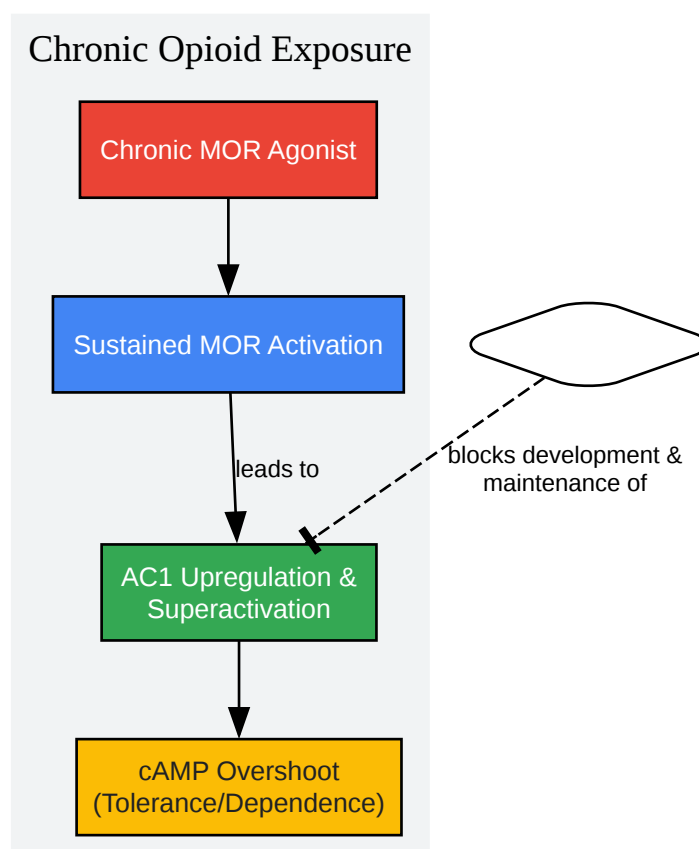 Chronic Opioid Exposure
Chronic MOR Agonist
Sustained MOR Activation
leads to
blocks development &
maintenance of
AC1 Upregulation &
Superactivation
cAMP Overshoot
(Tolerance/Dependence)